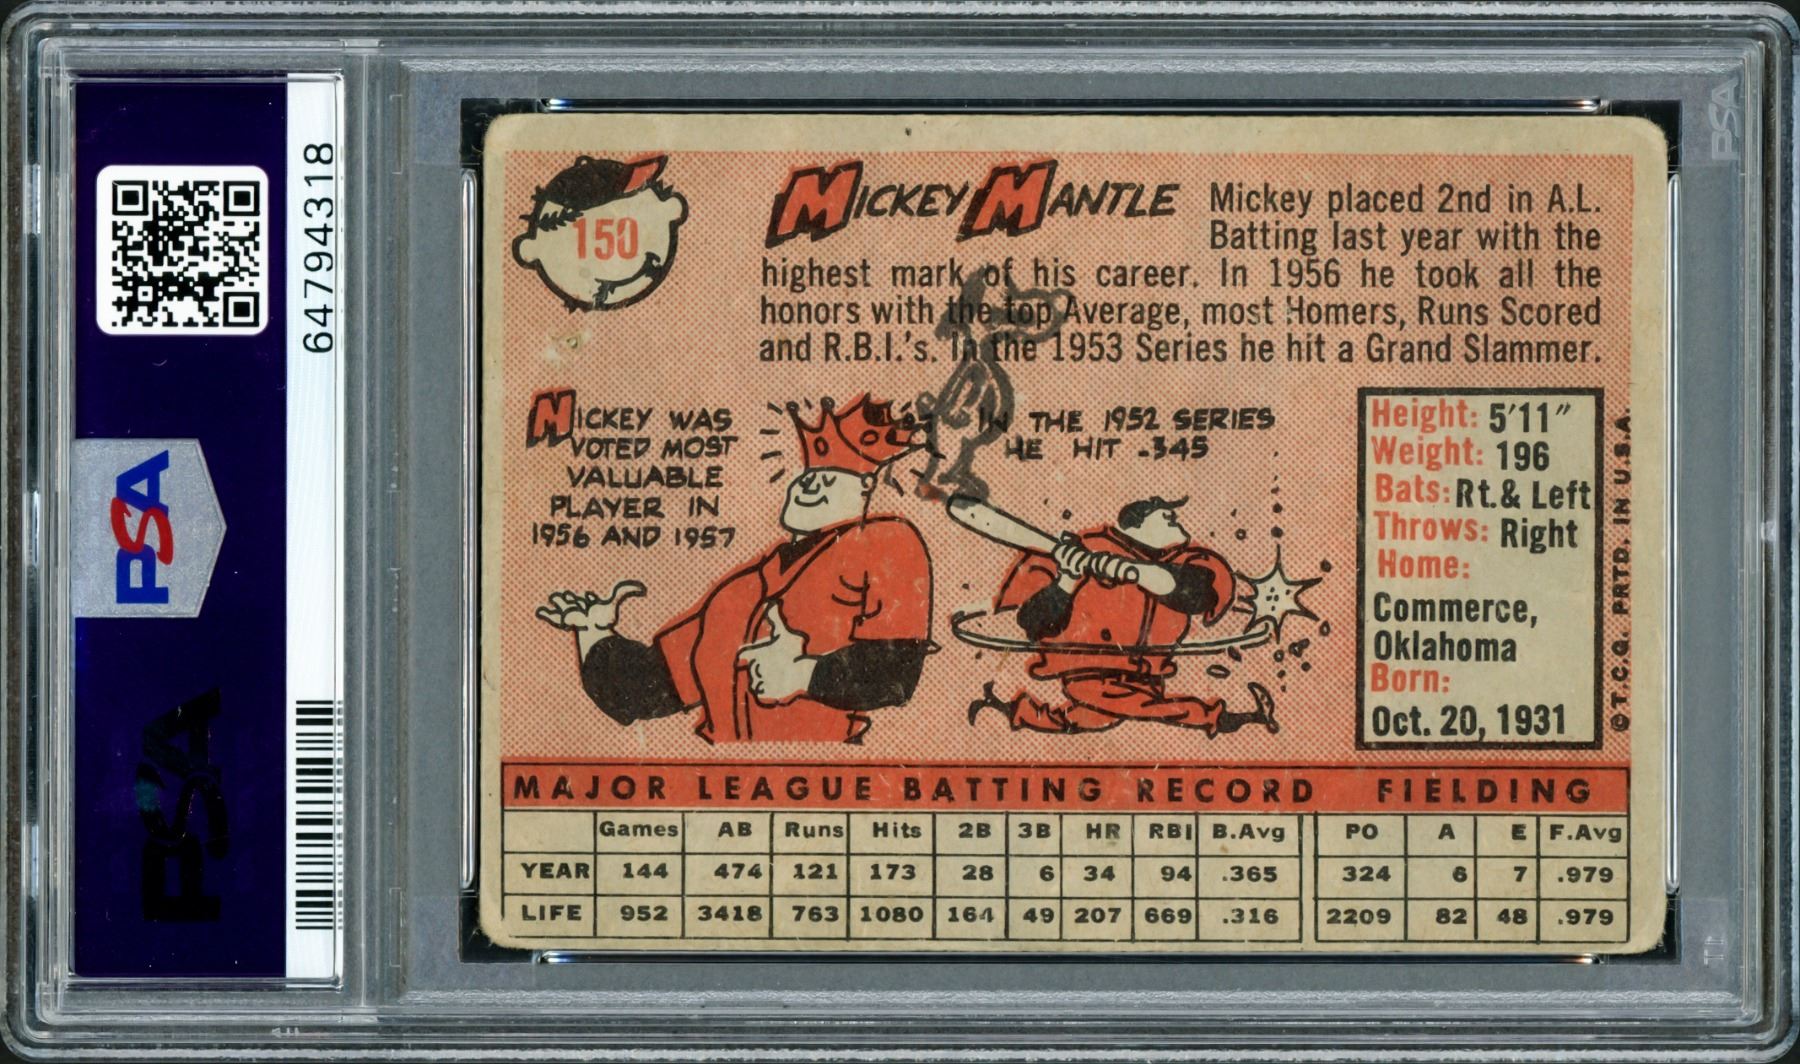 64794318
PSA
PSA
PSA
150
MICKEY MANTLE
Mickey placed 2nd in A.L.
Batting last year with the
highest mark of his career. In 1956 he took all the
honors with the top Average, most Homers, Runs Scored
and R.B.I.'s. In the 1953 Series he hit a Grand Slammer.
MICKEY WAS
VOTED MOST
VALUABLE
PLAYER IN
1956 AND 1957
IN THE 1952 SERIES
HE HIT .345
Height: 5'11"
Weight: 196
Bats: Rt.& Left
Throws: Right
Home:
Commerce,
Oklahoma
Born:
Oct. 20, 1931
©T.C.G. PRTD. IN U.S.A.
MAJOR LEAGUE BATTING RECORD FIELDING
Games AB Runs Hits 2B 3B HR RBI B.Avg PO A E F.Avg
YEAR 144 474 121 173 28 6 34 94 .365 324 6 7 .979
LIFE 952 3418 763 1080 164 49 207 669 .316 2209 82 48 .979